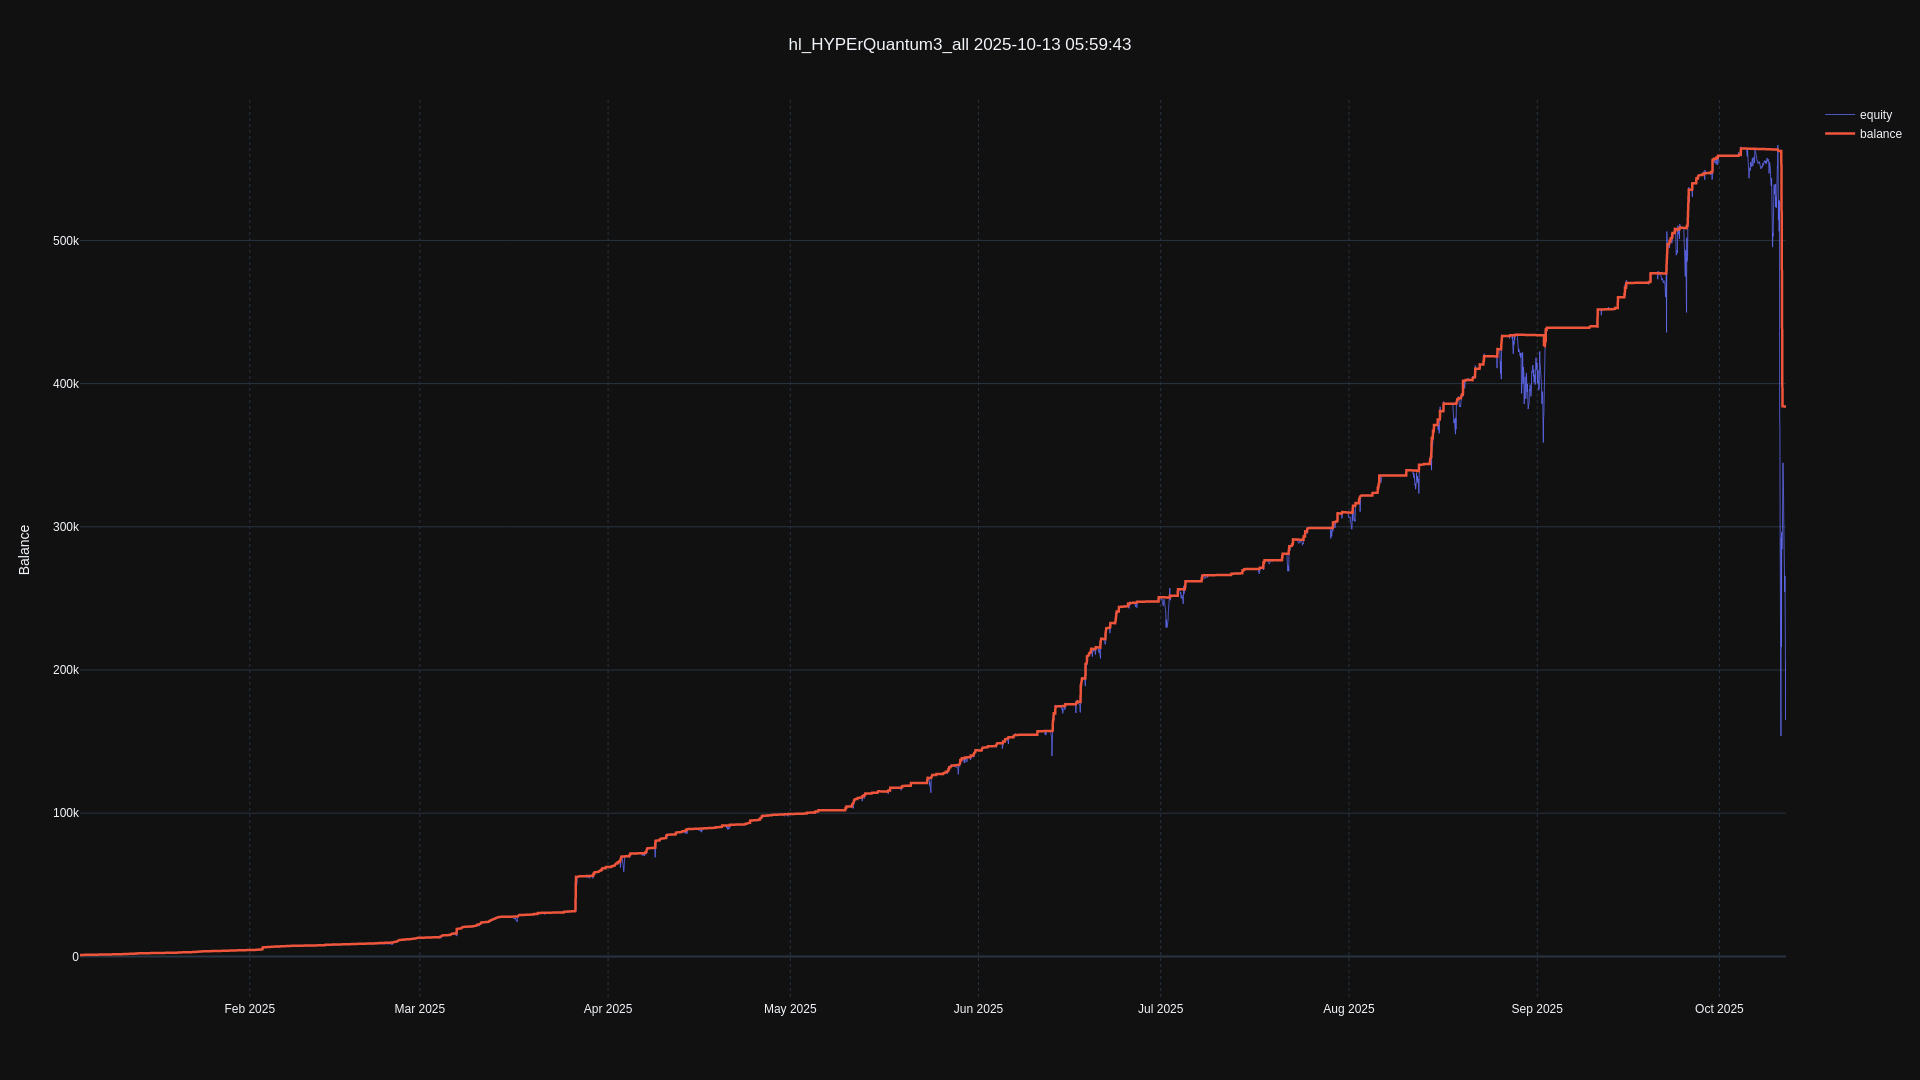 hl_HYPErQuantum3_all 2025-10-13 05:59:43
equity
balance
Balance
500k
400k
300k
200k
100k
0
Feb 2025
Mar 2025
Apr 2025
May 2025
Jun 2025
Jul 2025
Aug 2025
Sep 2025
Oct 2025